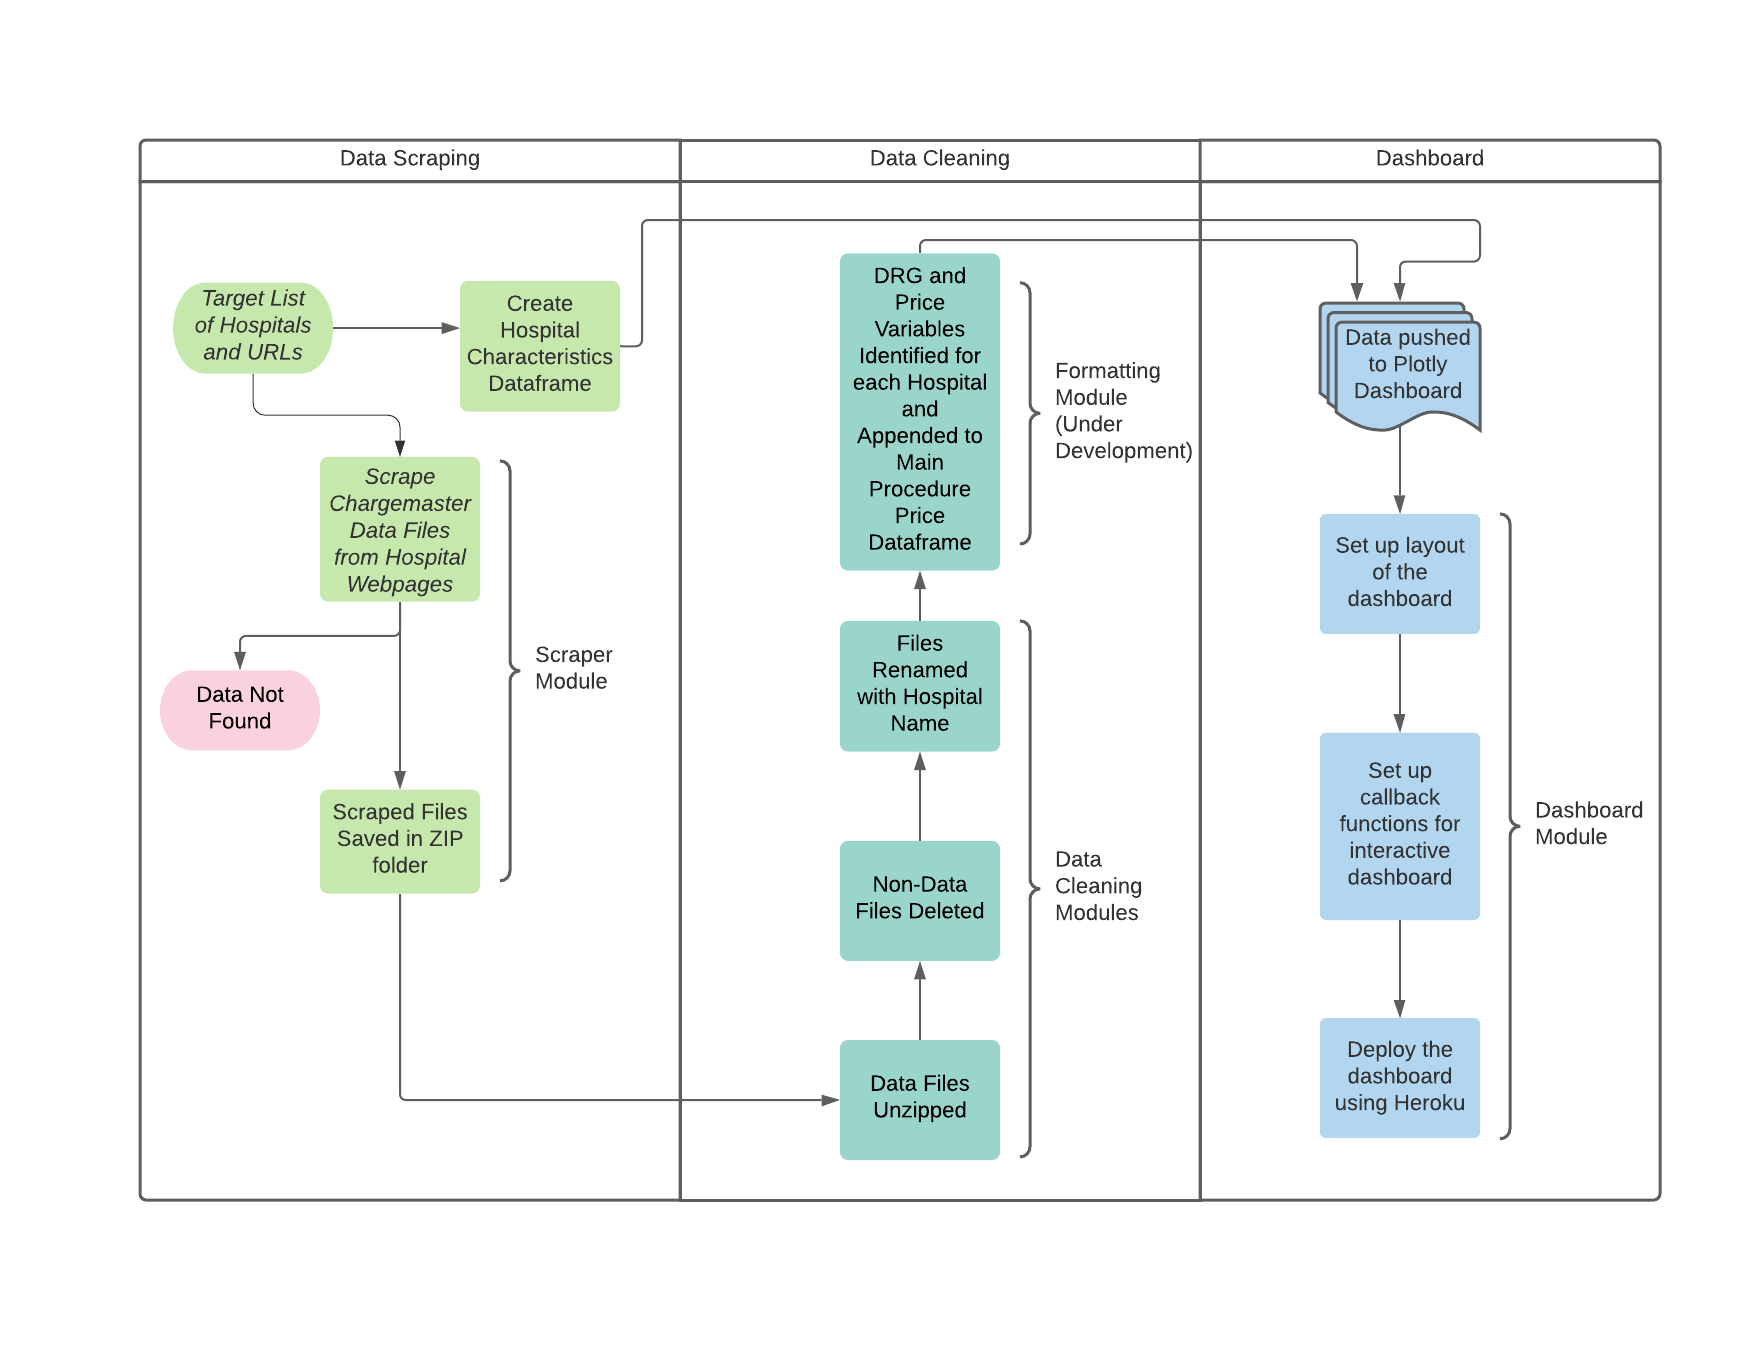 Data Scraping
Data Cleaning
Dashboard
Target List
of Hospitals
and URLs
Create
Hospital
Characteristics
Dataframe
Scrape
Chargemaster
Data Files
from Hospital
Webpages
Data Not
Found
Scraped Files
Saved in ZIP
folder
Scraper
Module
DRG and
Price
Variables
Identified for
each Hospital
and
Appended to
Main
Procedure
Price
Dataframe
Formatting
Module
(Under
Development)
Files
Renamed
with Hospital
Name
Non-Data
Files Deleted
Data Files
Unzipped
Data
Cleaning
Modules
Data pushed
to Plotly
Dashboard
Set up layout
of the
dashboard
Set up
callback
functions for
interactive
dashboard
Deploy the
dashboard
using Heroku
Dashboard
Module